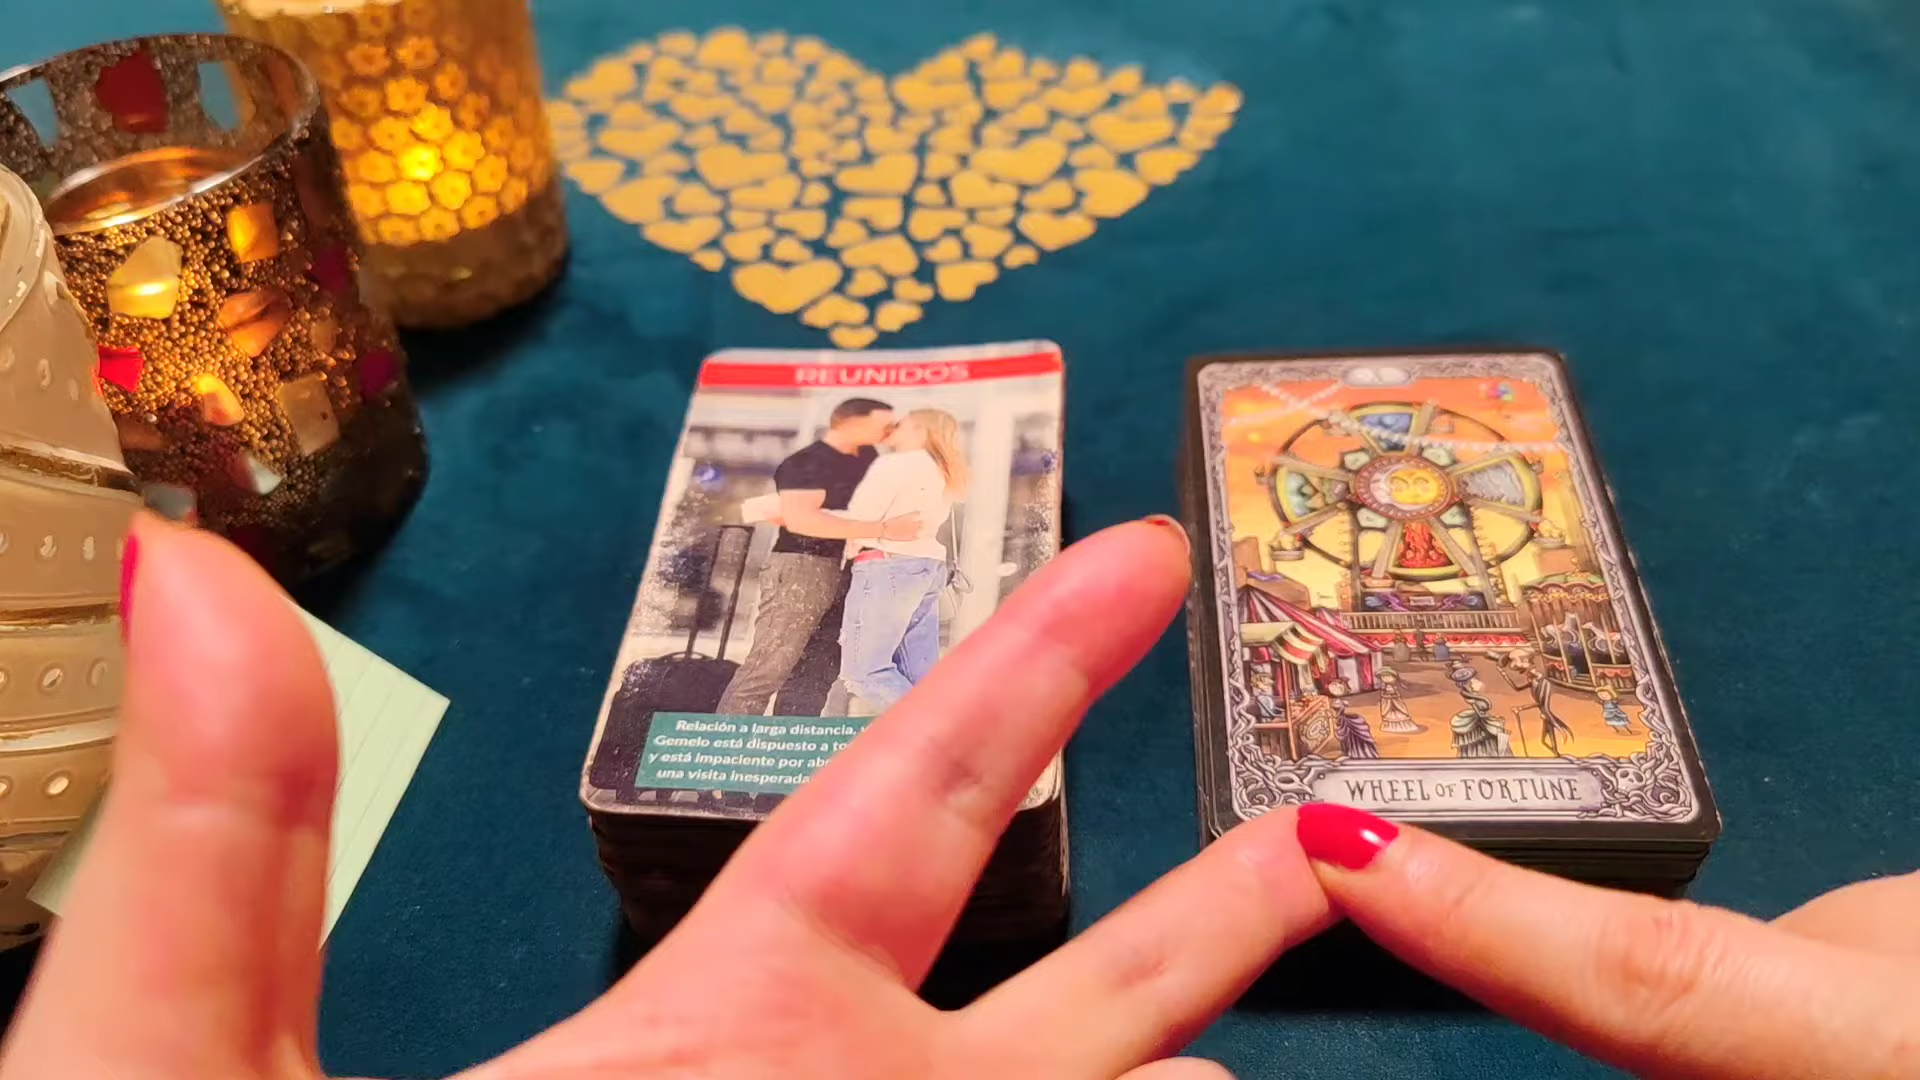 REUNIDOS
Relación a larga distancia,
Gemelo está dispuesto a
y está impaciente por
una visita inesperada
WHEEL OF FORTUNE